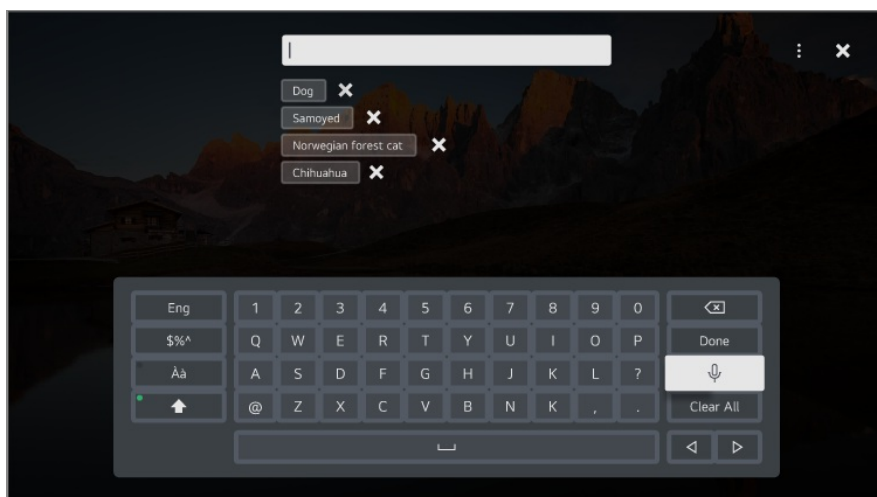 Dog
Samoyed
Norwegian forest cat
Chihuahua
Eng 1 2 3 4 5 6 7 8 9 0
$%^ Q W E R T Y U I O P Done
Àà A S D F G H J K L ?
@ Z X C V B N K , . Clear All